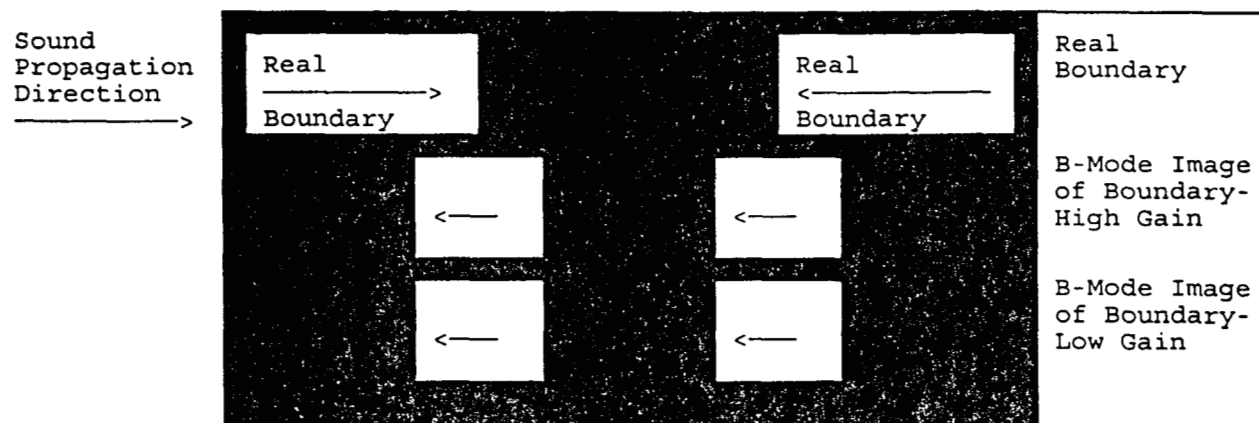 Sound
Propagation
Direction
Real
Boundary
Real
Boundary
Real
Boundary
B-Mode Image
of Boundary-
High Gain
B-Mode Image
of Boundary-
Low Gain